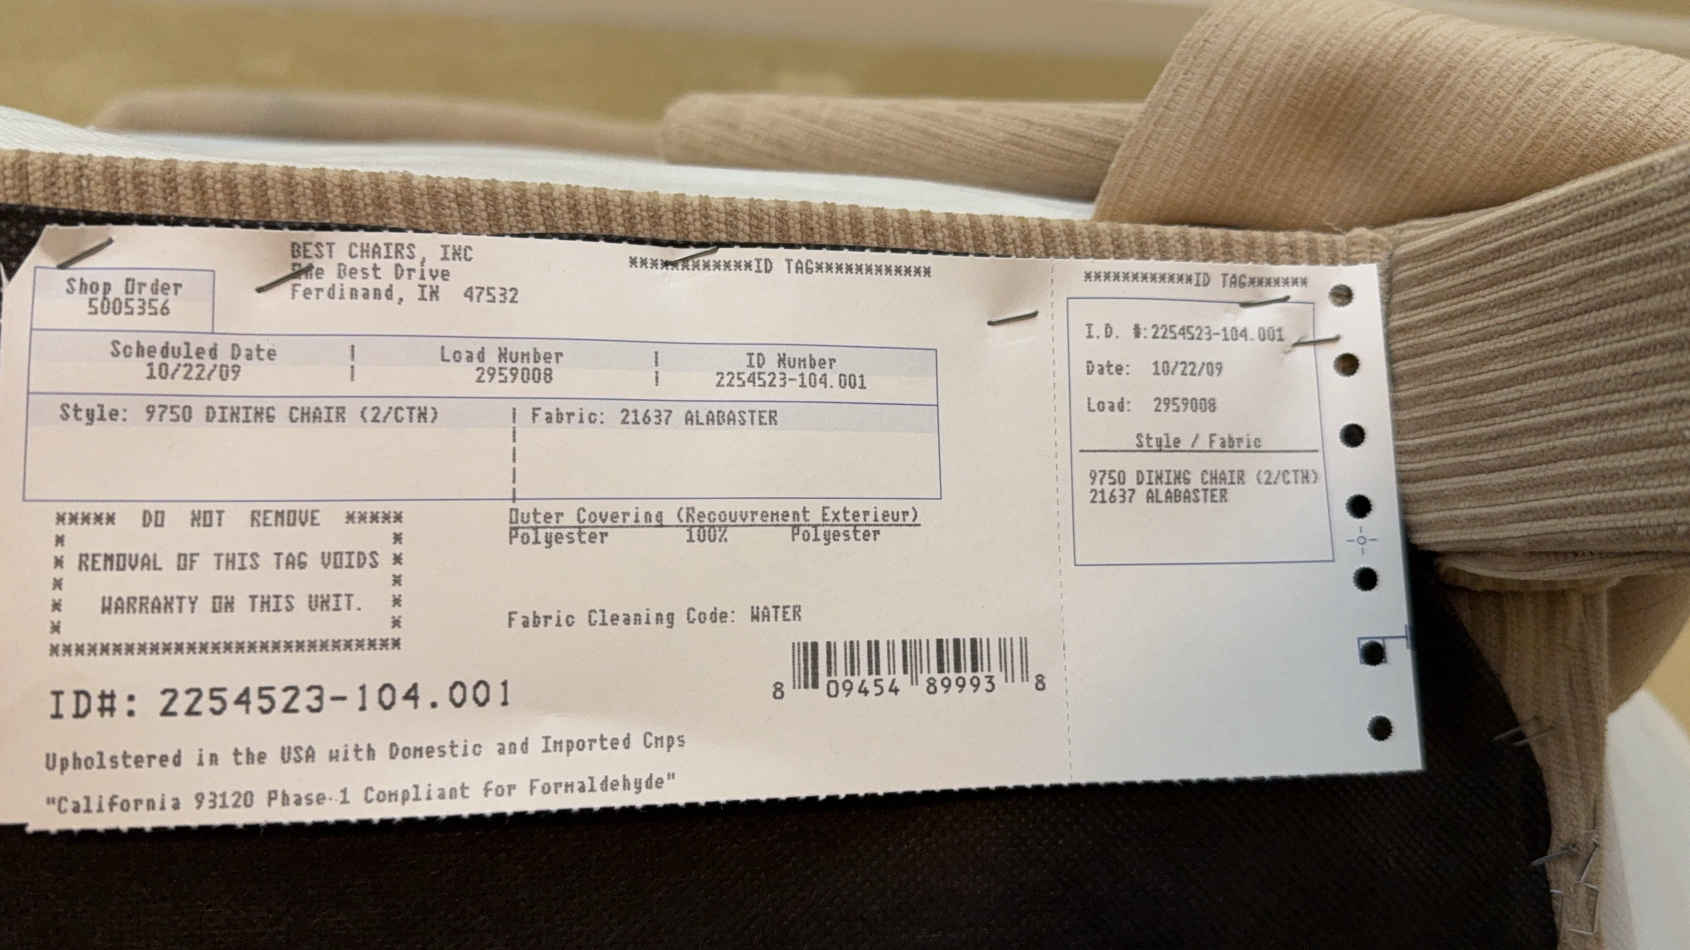 BEST CHAIRS, INC
One Best Drive
Ferdinand, IN 47532
************ID TAG***********
Shop Order
5005356
Scheduled Date | Load Number | ID Number
10/22/09 | 2959008 | 2254523-104.001
Style: 9750 DINING CHAIR (2/CTN) | Fabric: 21637 ALABASTER
***** DO NOT REMOVE *****
* REMOVAL OF THIS TAG VOIDS *
* WARRANTY ON THIS UNIT. *
Outer Covering (Recouvrement Exterieur)
Polyester 100% Polyester
Fabric Cleaning Code: WATER
8 09454 89993 8
ID#: 2254523-104.001
Upholstered in the USA with Domestic and Imported Cmps
"California 93120 Phase 1 Compliant for Formaldehyde"
************ID TAG*******
I.D. #:2254523-104.001
Date: 10/22/09
Load: 2959008
Style / Fabric
9750 DINING CHAIR (2/CTN)
21637 ALABASTER